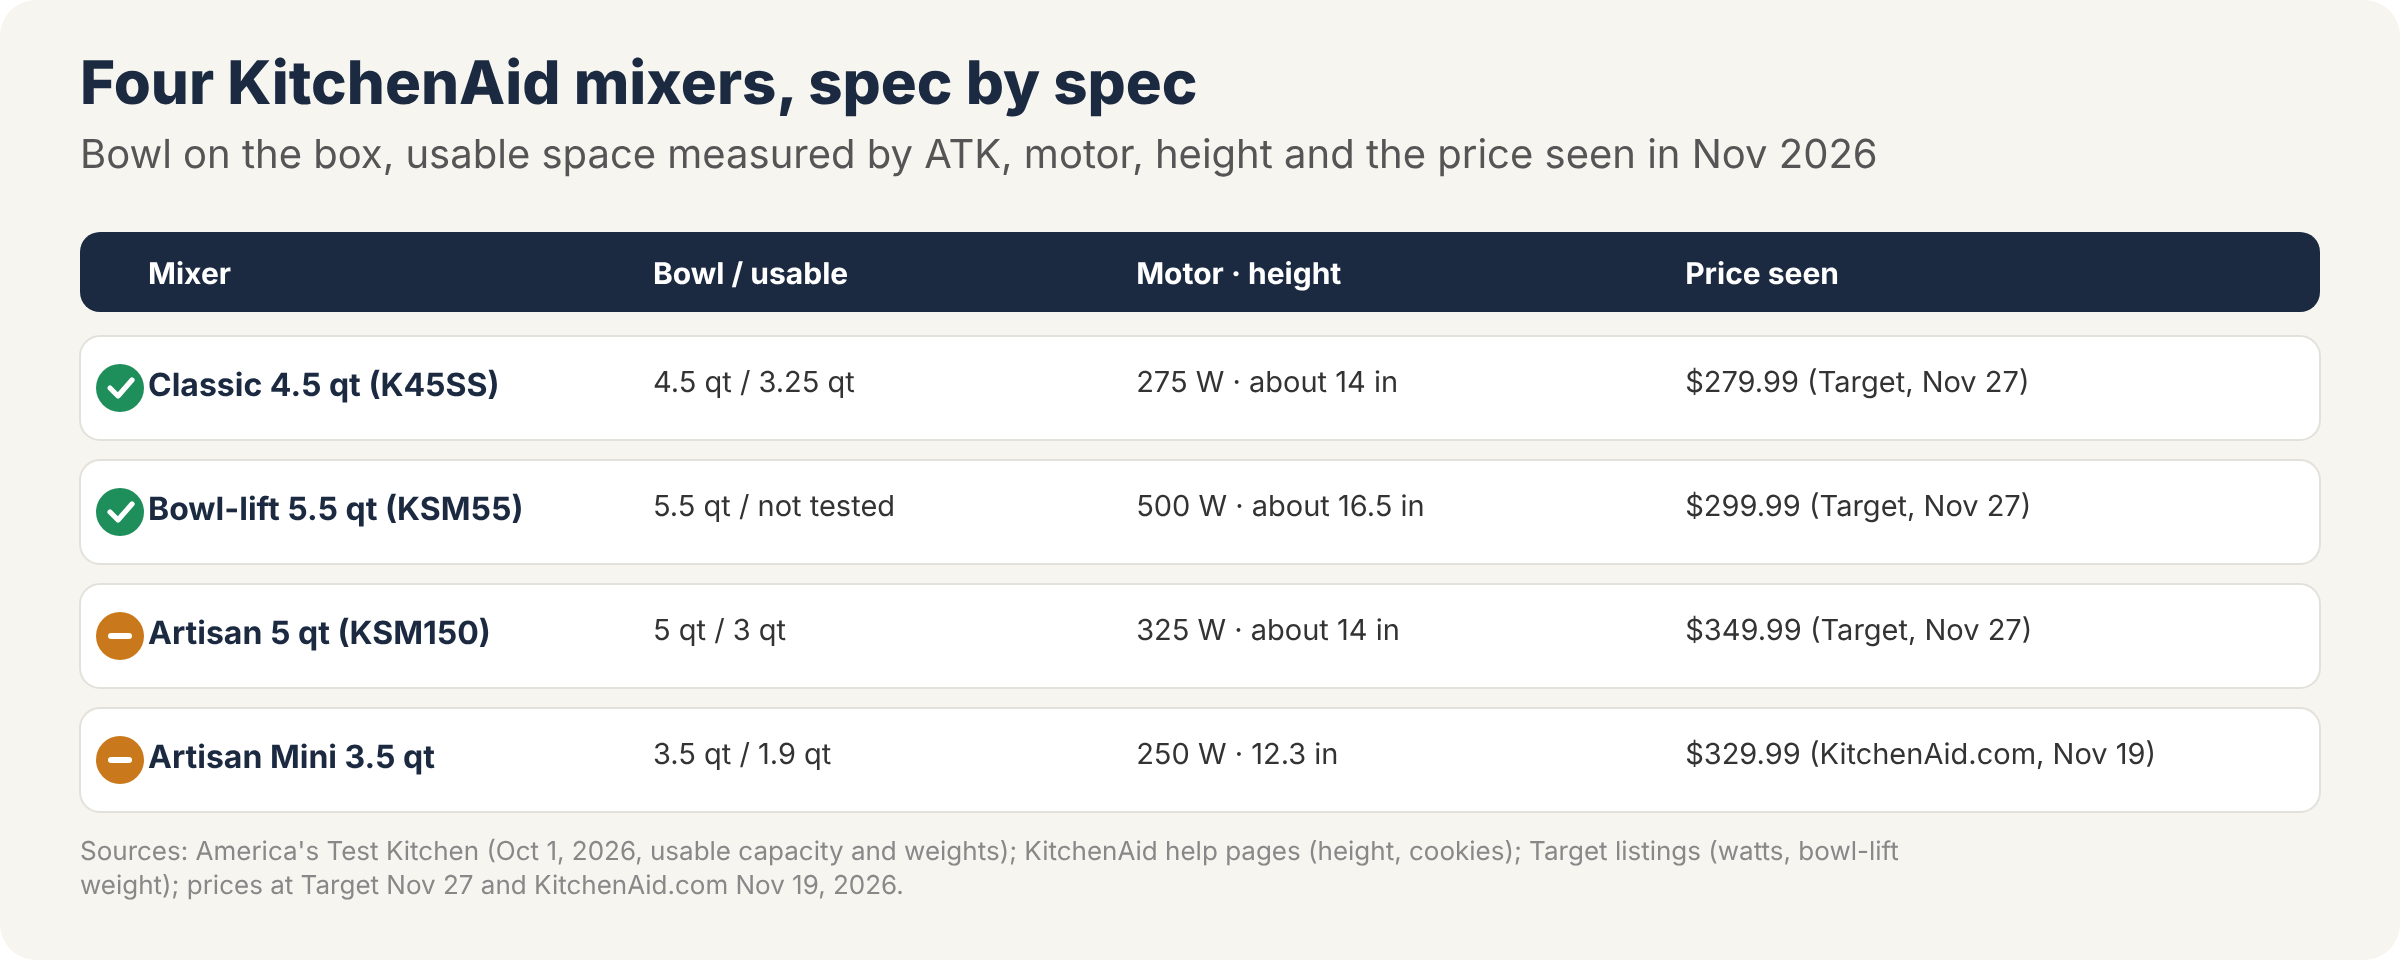 Four KitchenAid mixers, spec by spec
Bowl on the box, usable space measured by ATK, motor, height and the price seen in Nov 2026
Mixer Bowl / usable Motor · height Price seen
Classic 4.5 qt (K45SS) 4.5 qt / 3.25 qt 275 W · about 14 in $279.99 (Target, Nov 27)
Bowl-lift 5.5 qt (KSM55) 5.5 qt / not tested 500 W · about 16.5 in $299.99 (Target, Nov 27)
Artisan 5 qt (KSM150) 5 qt / 3 qt 325 W · about 14 in $349.99 (Target, Nov 27)
Artisan Mini 3.5 qt 3.5 qt / 1.9 qt 250 W · 12.3 in $329.99 (KitchenAid.com, Nov 19)
Sources: America's Test Kitchen (Oct 1, 2026, usable capacity and weights); KitchenAid help pages (height, cookies); Target listings (watts, bowl-lift
weight); prices at Target Nov 27 and KitchenAid.com Nov 19, 2026.